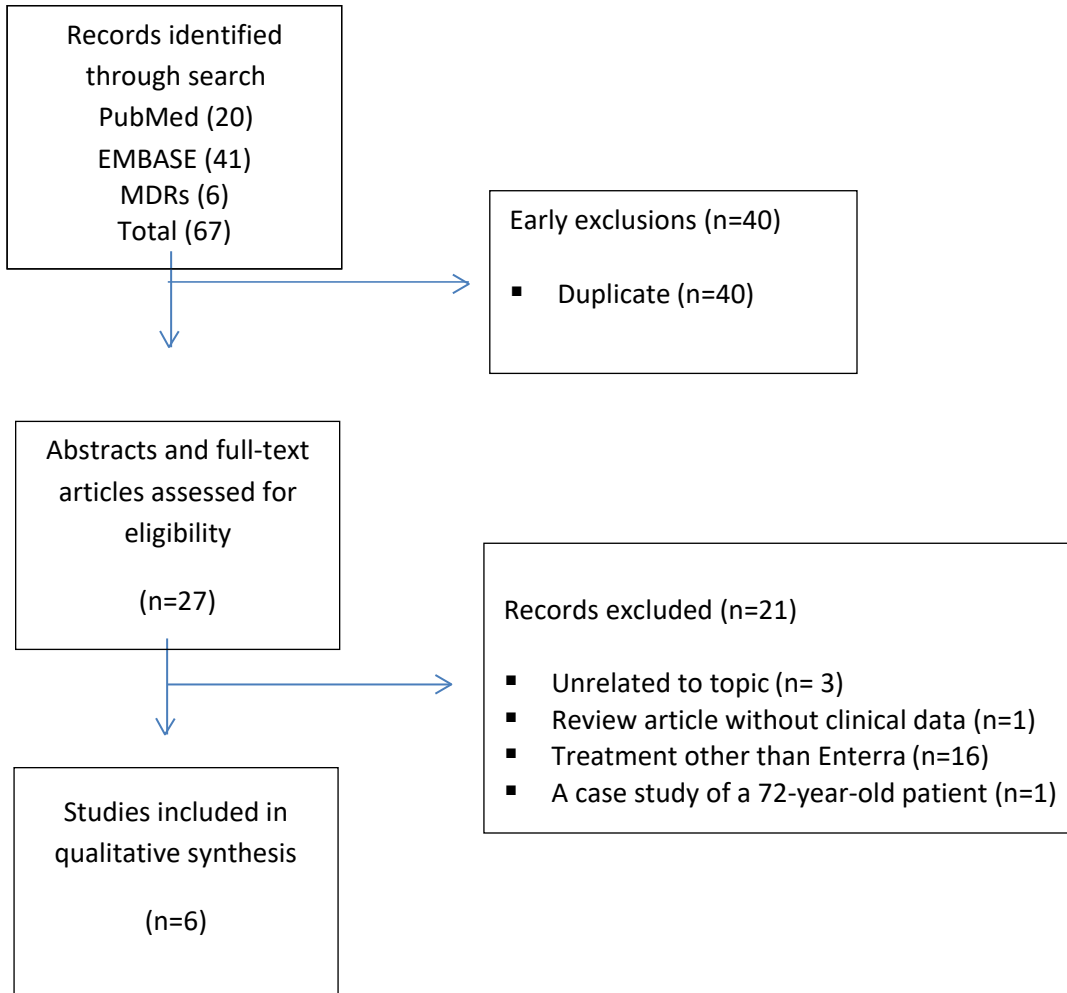 Records identified
through search
PubMed (20)
EMBASE (41)
MDRs (6)
Total (67)
Early exclusions (n=40)
▪ Duplicate (n=40)
Abstracts and full-text
articles assessed for
eligibility
(n=27)
Records excluded (n=21)
▪ Unrelated to topic (n= 3)
▪ Review article without clinical data (n=1)
▪ Treatment other than Enterra (n=16)
▪ A case study of a 72-year-old patient (n=1)
Studies included in
qualitative synthesis
(n=6)